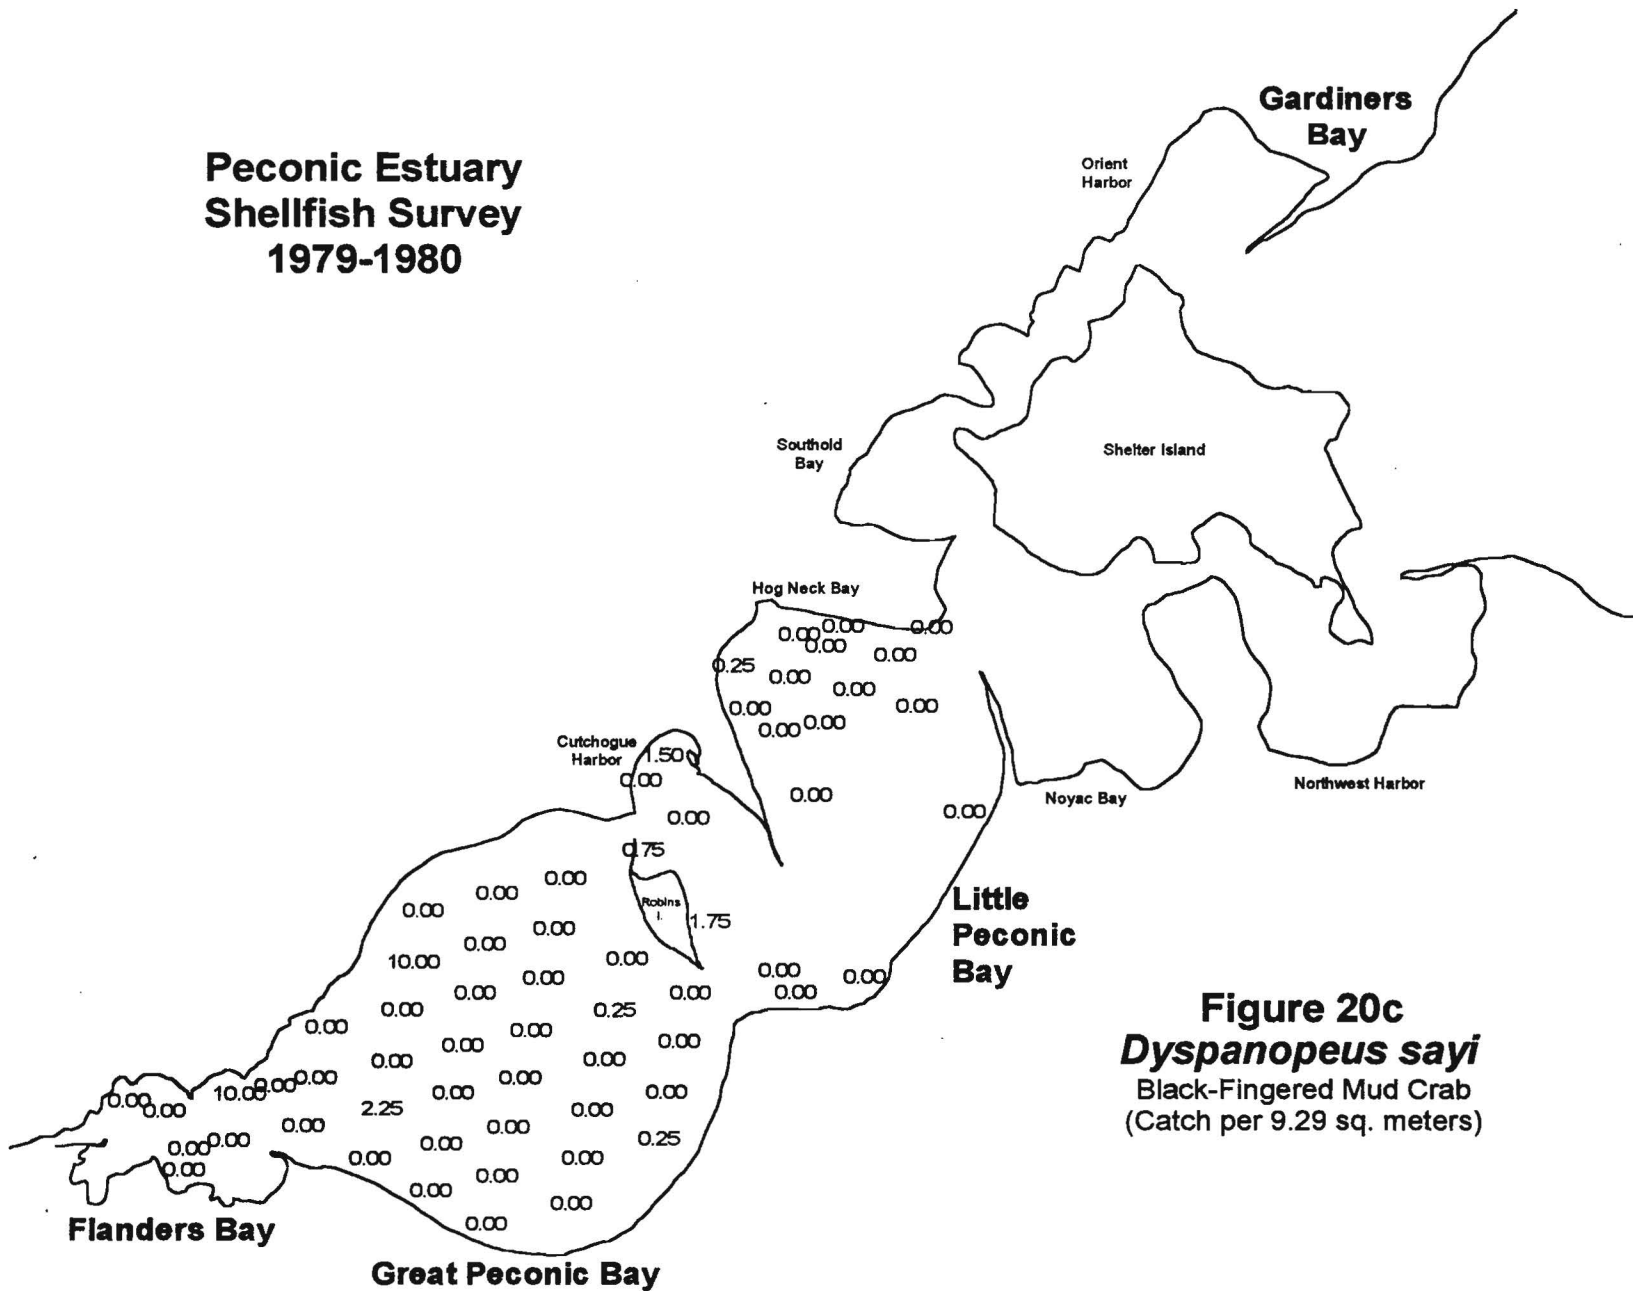 Peconic Estuary
Shellfish Survey
1979-1980
Gardiners
Bay
Orient
Harbor
Southold
Bay
Shelter Island
Hog Neck Bay
0.00 0.00 0.00
0.00
0.25 0.00
0.00
0.00
0.00 0.00
0.00 0.00
Cutchogue
Harbor
1.50
0.00
0.00
0.00
0.00
Noyac Bay
Northwest Harbor
0.75
0.00
0.00
0.00
Robins
I.
1.75
Little
Peconic
Bay
0.00
0.00
10.00
0.00
0.00
0.00 0.00
0.00
0.00
0.00
0.00
0.00
0.25
0.00
0.00
0.00
0.00
0.00
0.00
0.00
0.00
0.00
0.00
10.00
0.00
0.00
0.00
0.00
0.00
2.25
0.00
0.00
0.00
0.00
0.25
0.00
0.00
0.00
0.00
0.00
0.00
0.00
0.00
0.00
0.00
Flanders Bay
Great Peconic Bay
Figure 20c
Dyspanopeus sayi
Black-Fingered Mud Crab
(Catch per 9.29 sq. meters)